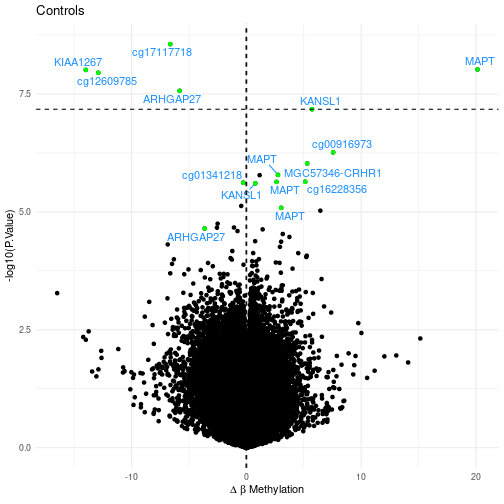 Controls
cg17117718
KIAA1267
cg12609785
MAPT
ARHGAP27
KANSL1
cg00916973
MAPT
MGC57346-CRHR1
cg01341218
KANSL1
MAPT
cg16228356
MAPT
ARHGAP27
7.5
5.0
2.5
0.0
-log10(P.Value)
-10
0
10
20
Δ β Methylation